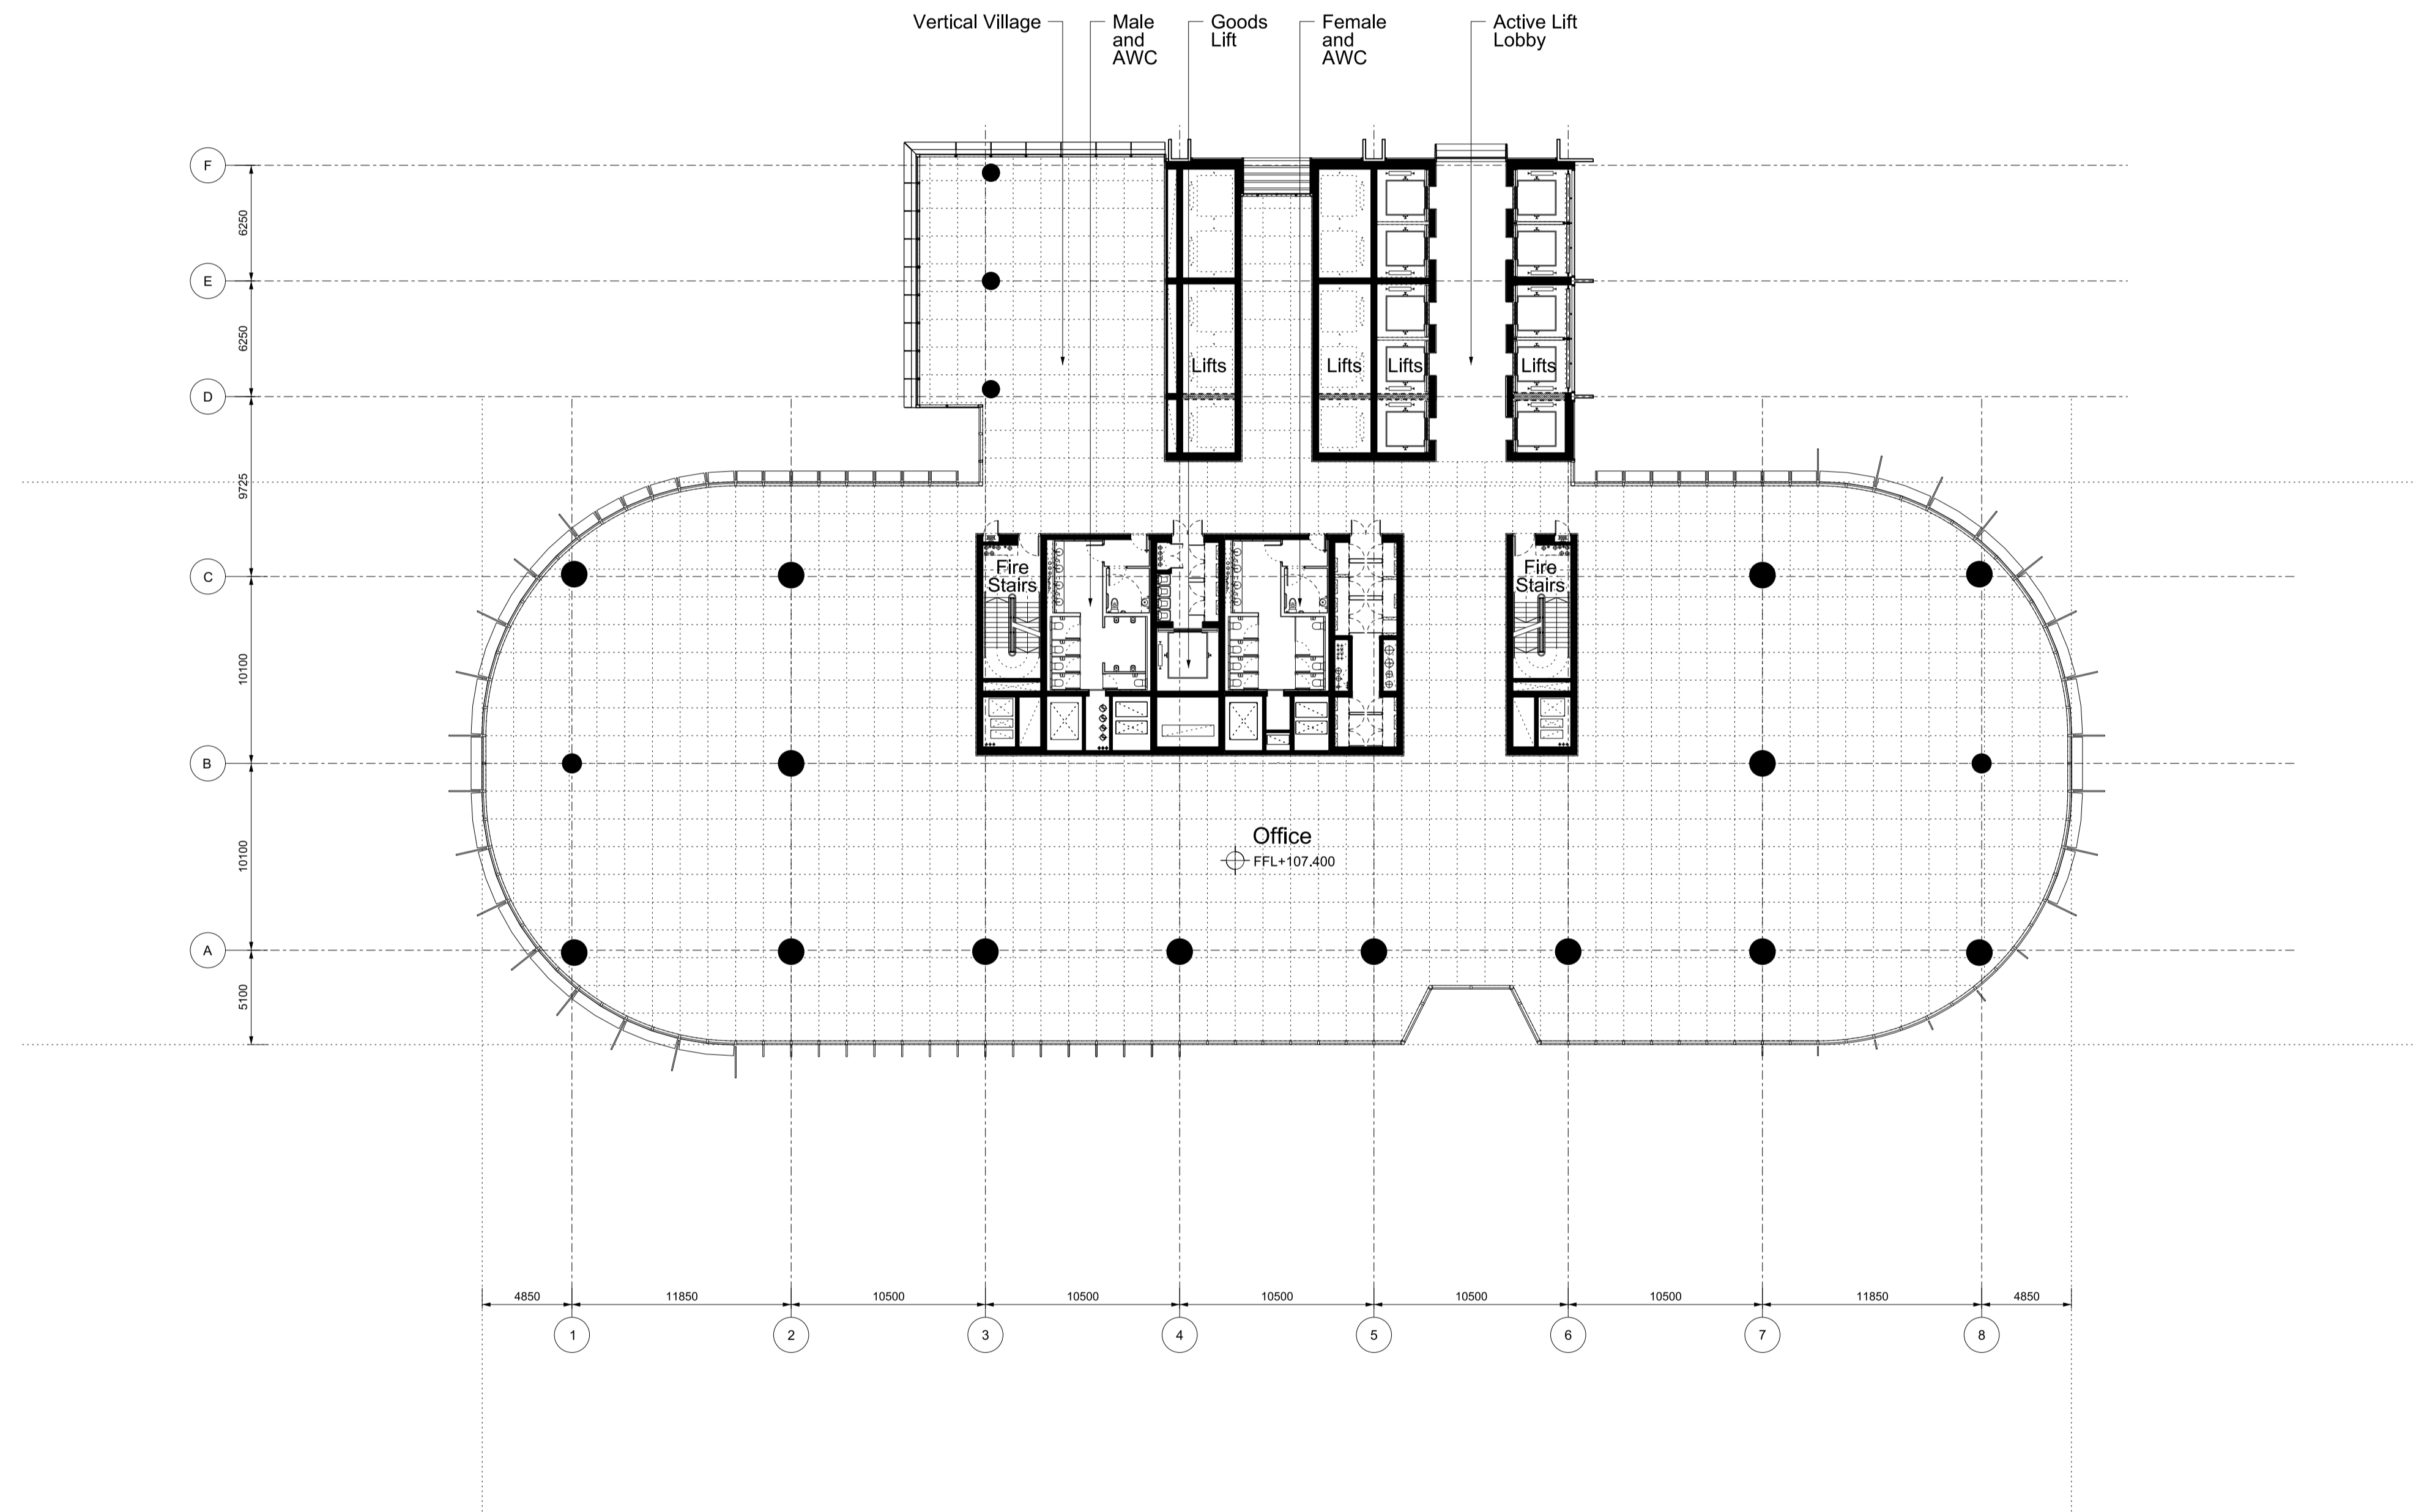 Vertical Village
Male
and
AWC
Goods
Lift
Female
and
AWC
Active Lift
Lobby
F
6250
E
6250
D
9725
C
10100
B
10100
A
5100
Lifts
Lifts
Lifts
Lifts
Fire
Stairs
Fire
Stairs
Office
FFL+107.400
4850
11850
10500
10500
10500
10500
10500
11850
4850
1
2
3
4
5
6
7
8